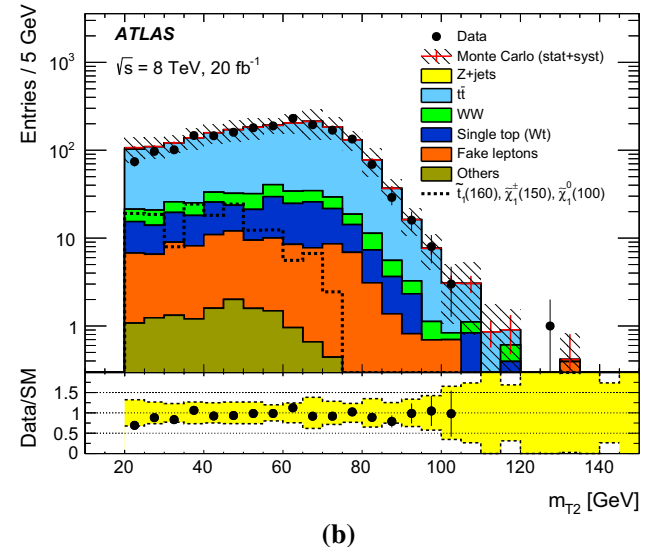 Entries / 5 GeV
10³
10²
10
1
ATLAS
√s = 8 TeV, 20 fb⁻¹
Data
Monte Carlo (stat+syst)
Z+jets
tt̄
WW
Single top (Wt)
Fake leptons
Others
t̃₁(160), χ̃₁±(150), χ̃₁⁰(100)
Data/SM
1.5
1
0.5
0
20 40 60 80 100 120 140
m_T2 [GeV]
(b)